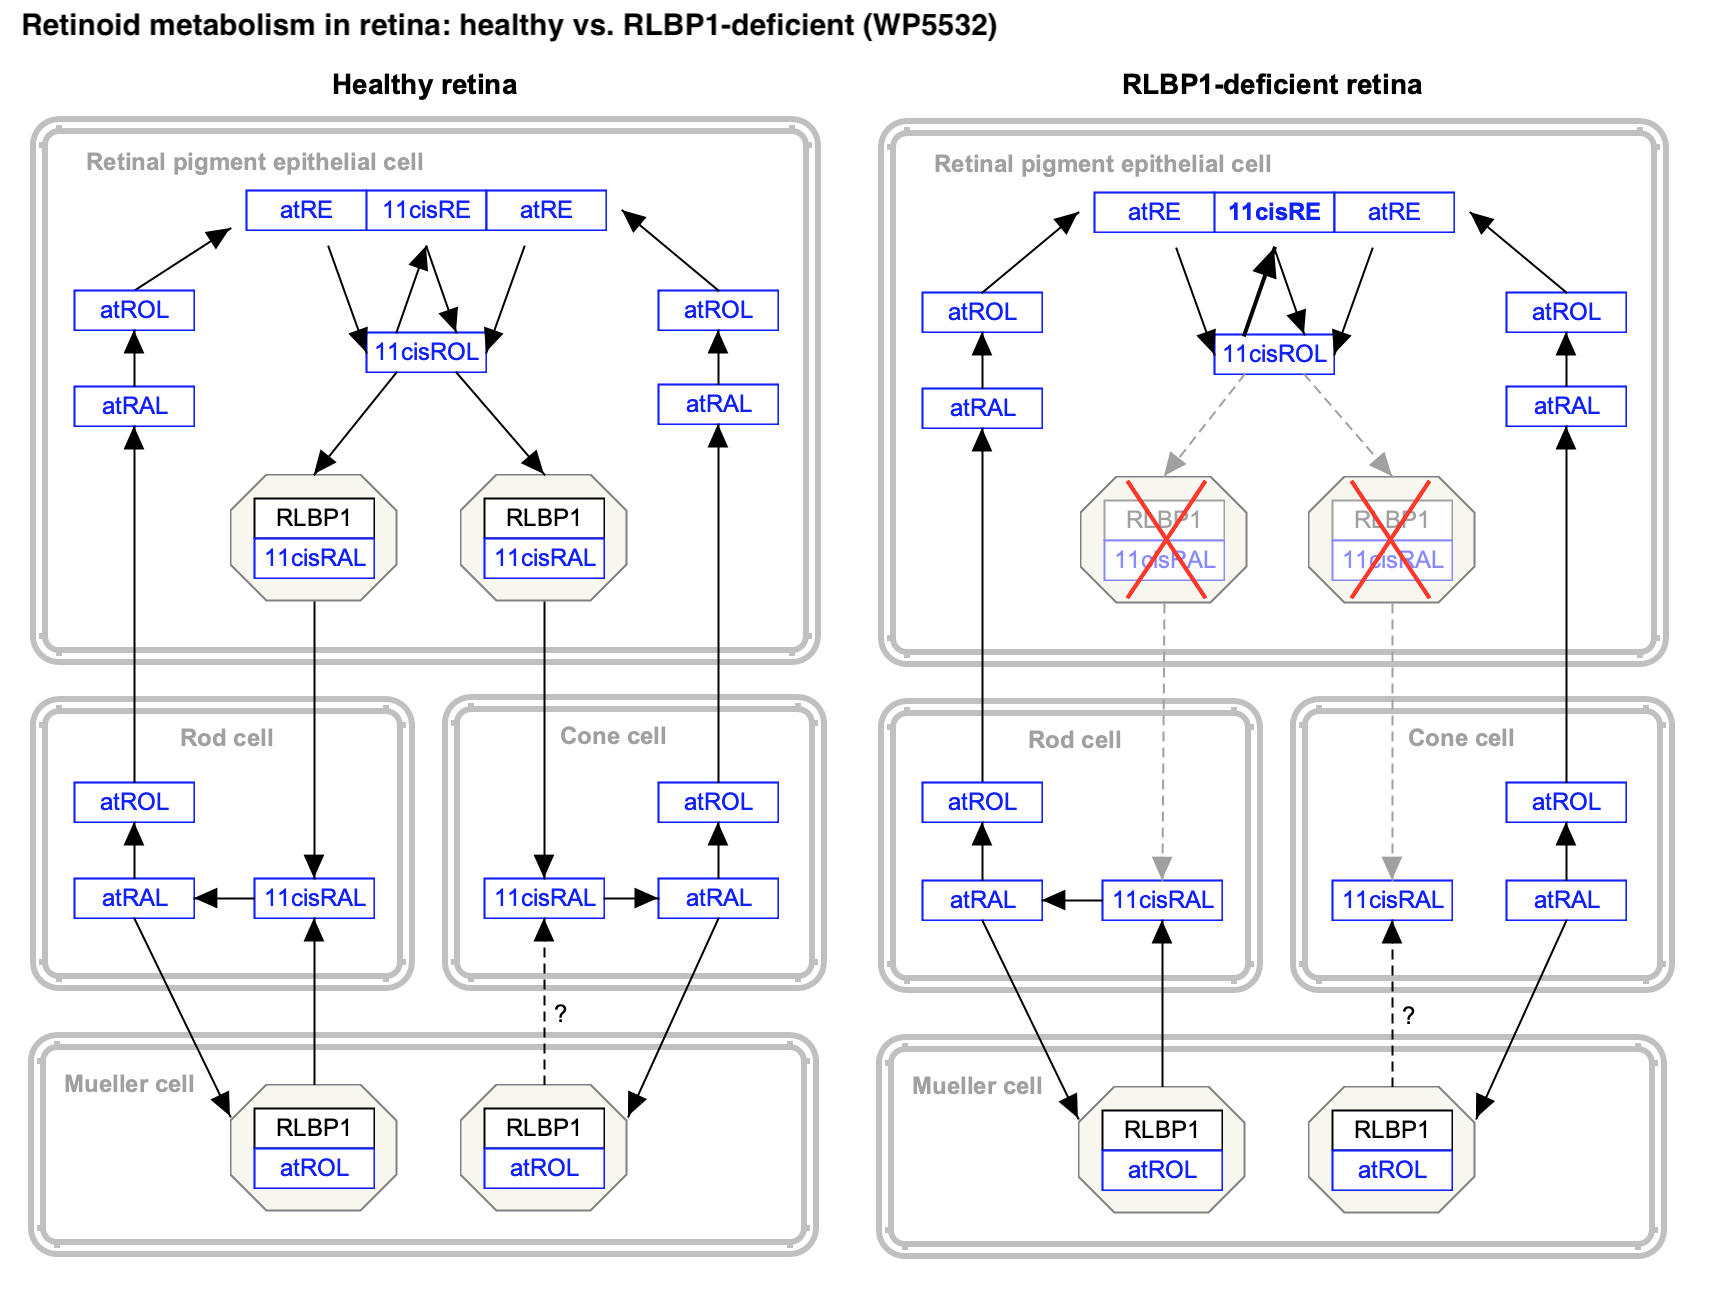 Retinoid metabolism in retina: healthy vs. RLBP1-deficient (WP5532)
Healthy retina
Retinal pigment epithelial cell
atRE 11cisRE atRE
atROL
atROL
11cisROL
atRAL
atRAL
RLBP1
11cisRAL
RLBP1
11cisRAL
Rod cell
Cone cell
atROL
atROL
atRAL
11cisRAL
11cisRAL
atRAL
?
Mueller cell
RLBP1
atROL
RLBP1
atROL
RLBP1-deficient retina
Retinal pigment epithelial cell
atRE 11cisRE atRE
atROL
atROL
11cisROL
atRAL
atRAL
RLBP1
11cisRAL
RLBP1
11cisRAL
Rod cell
Cone cell
atROL
atROL
atRAL
11cisRAL
11cisRAL
atRAL
?
Mueller cell
RLBP1
atROL
RLBP1
atROL